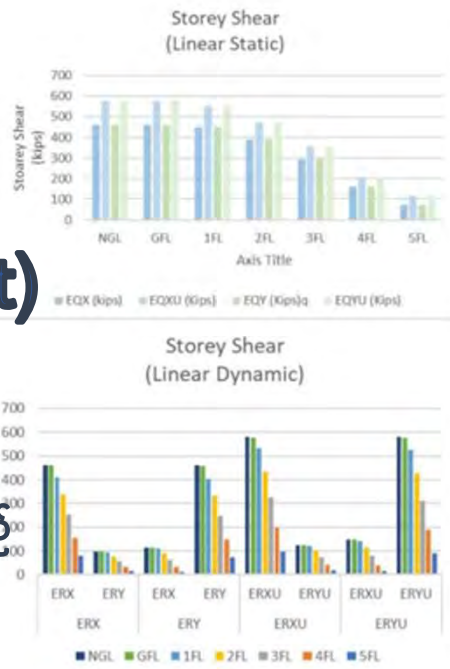 Storey Shear
(Linear Static)
700
600
500
400
300
200
100
0
Stoarey Shear
(kips)
NGL GFL 1FL 2FL 3FL 4FL 5FL
Axis Title
EQX (kips) EQXU (Kips) EQY (Kips)q EQYU (Kips)
t)
Storey Shear
(Linear Dynamic)
700
600
500
400
300
200
100
0
ERX ERY ERX ERY ERXU ERYU ERXU ERYU
ERX ERY ERXU ERYU
NGL GFL 1FL 2FL 3FL 4FL 5FL